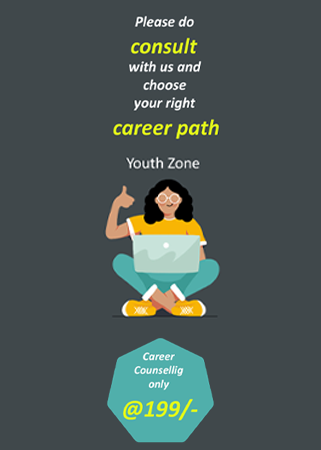 Please do
consult
with us and
choose
your right
career path
Youth Zone
Career
Counsellig
only
@199/-